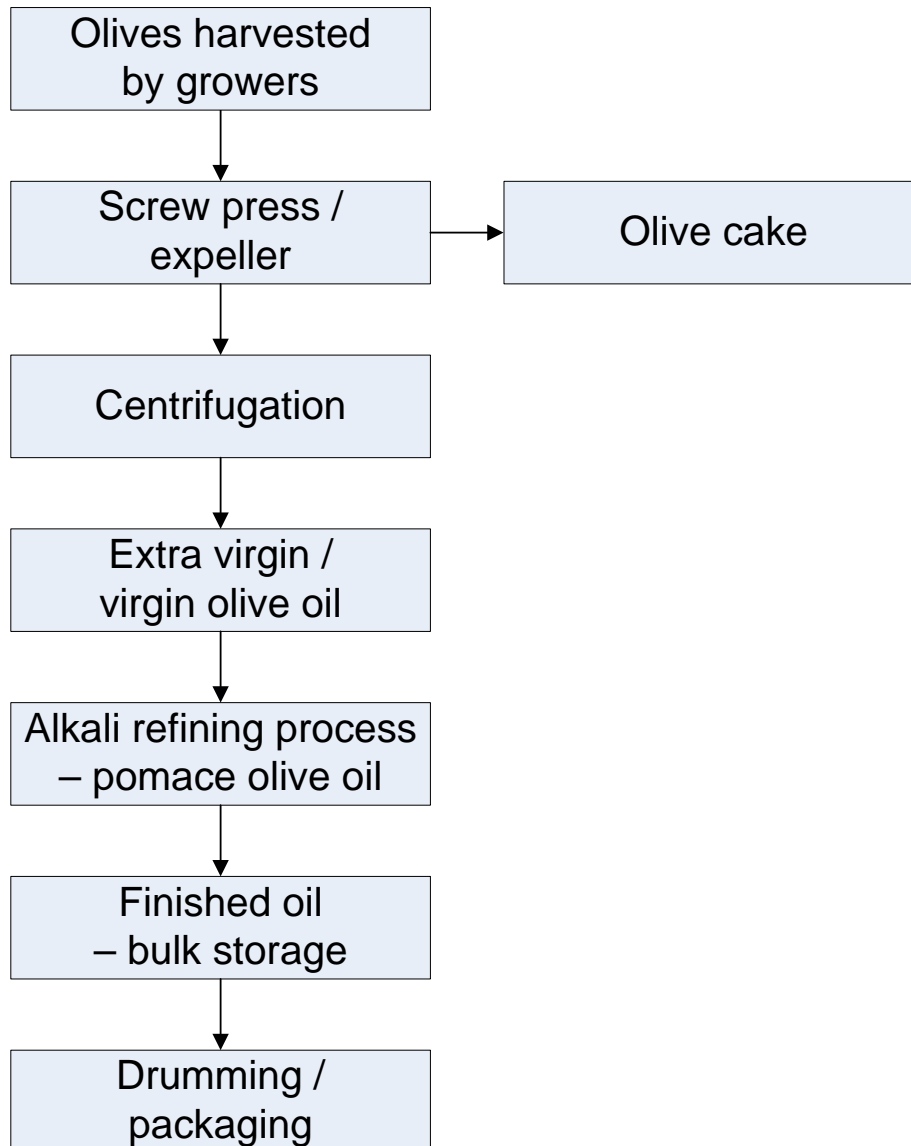 Olives harvested
by growers
Screw press /
expeller
Olive cake
Centrifugation
Extra virgin /
virgin olive oil
Alkali refining process
– pomace olive oil
Finished oil
– bulk storage
Drumming /
packaging